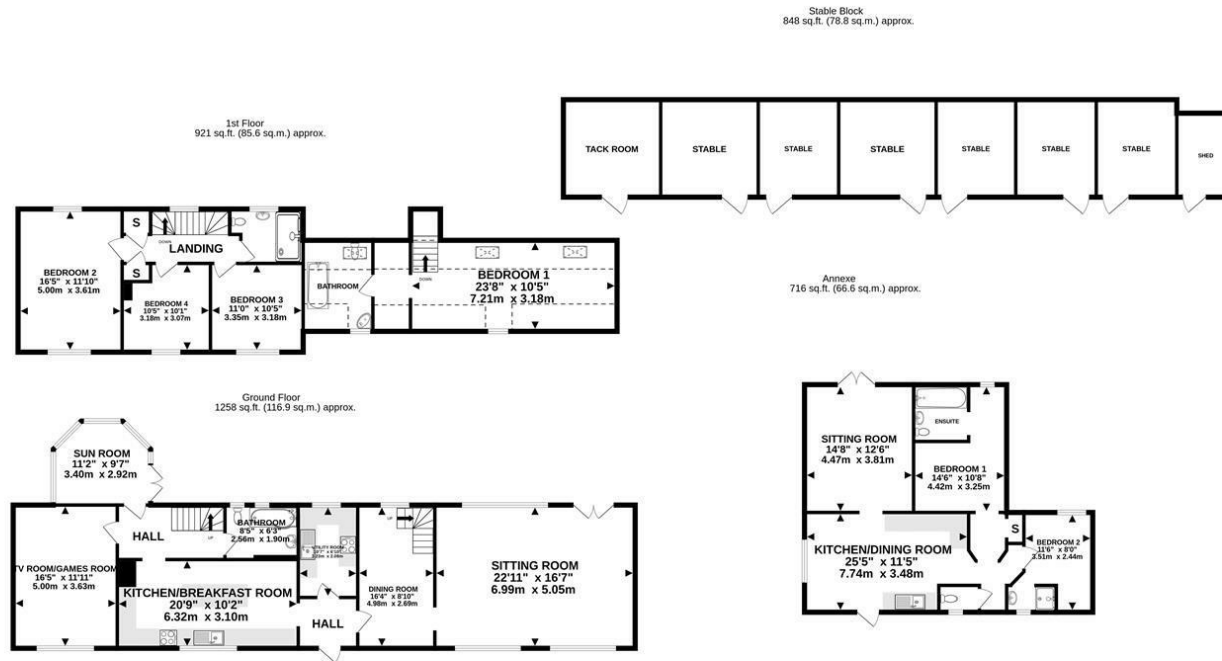 Stable Block
848 sq.ft. (78.8 sq.m.) approx.
TACK ROOM
STABLE
STABLE
STABLE
STABLE
STABLE
STABLE
SHED
1st Floor
921 sq.ft. (85.6 sq.m.) approx.
BEDROOM 2
16'5" x 11'10"
5.00m x 3.61m
S
S
DOWN
LANDING
BEDROOM 4
10'5" x 10'1"
3.18m x 3.07m
BEDROOM 3
11'0" x 10'5"
3.35m x 3.18m
BATHROOM
DOWN
BEDROOM 1
23'8" x 10'5"
7.21m x 3.18m
Ground Floor
1258 sq.ft. (116.9 sq.m.) approx.
SUN ROOM
11'2" x 9'7"
3.40m x 2.92m
TV ROOM/GAMES ROOM
16'5" x 11'11"
5.00m x 3.63m
HALL
UP
BATHROOM
8'5" x 6'3"
2.56m x 1.90m
KITCHEN/BREAKFAST ROOM
20'9" x 10'2"
6.32m x 3.10m
UTILITY ROOM
HALL
UP
DINING ROOM
16'4" x 8'10"
4.98m x 2.69m
SITTING ROOM
22'11" x 16'7"
6.99m x 5.05m
Annexe
716 sq.ft. (66.6 sq.m.) approx.
SITTING ROOM
14'8" x 12'6"
4.47m x 3.81m
ENSUITE
BEDROOM 1
14'6" x 10'8"
4.42m x 3.25m
KITCHEN/DINING ROOM
25'5" x 11'5"
7.74m x 3.48m
S
BEDROOM 2
11'6" x 8'0"
3.51m x 2.44m